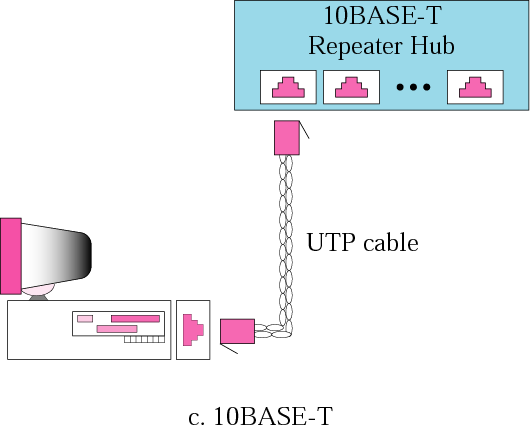 10BASE-T
Repeater Hub
UTP cable
c. 10BASE-T